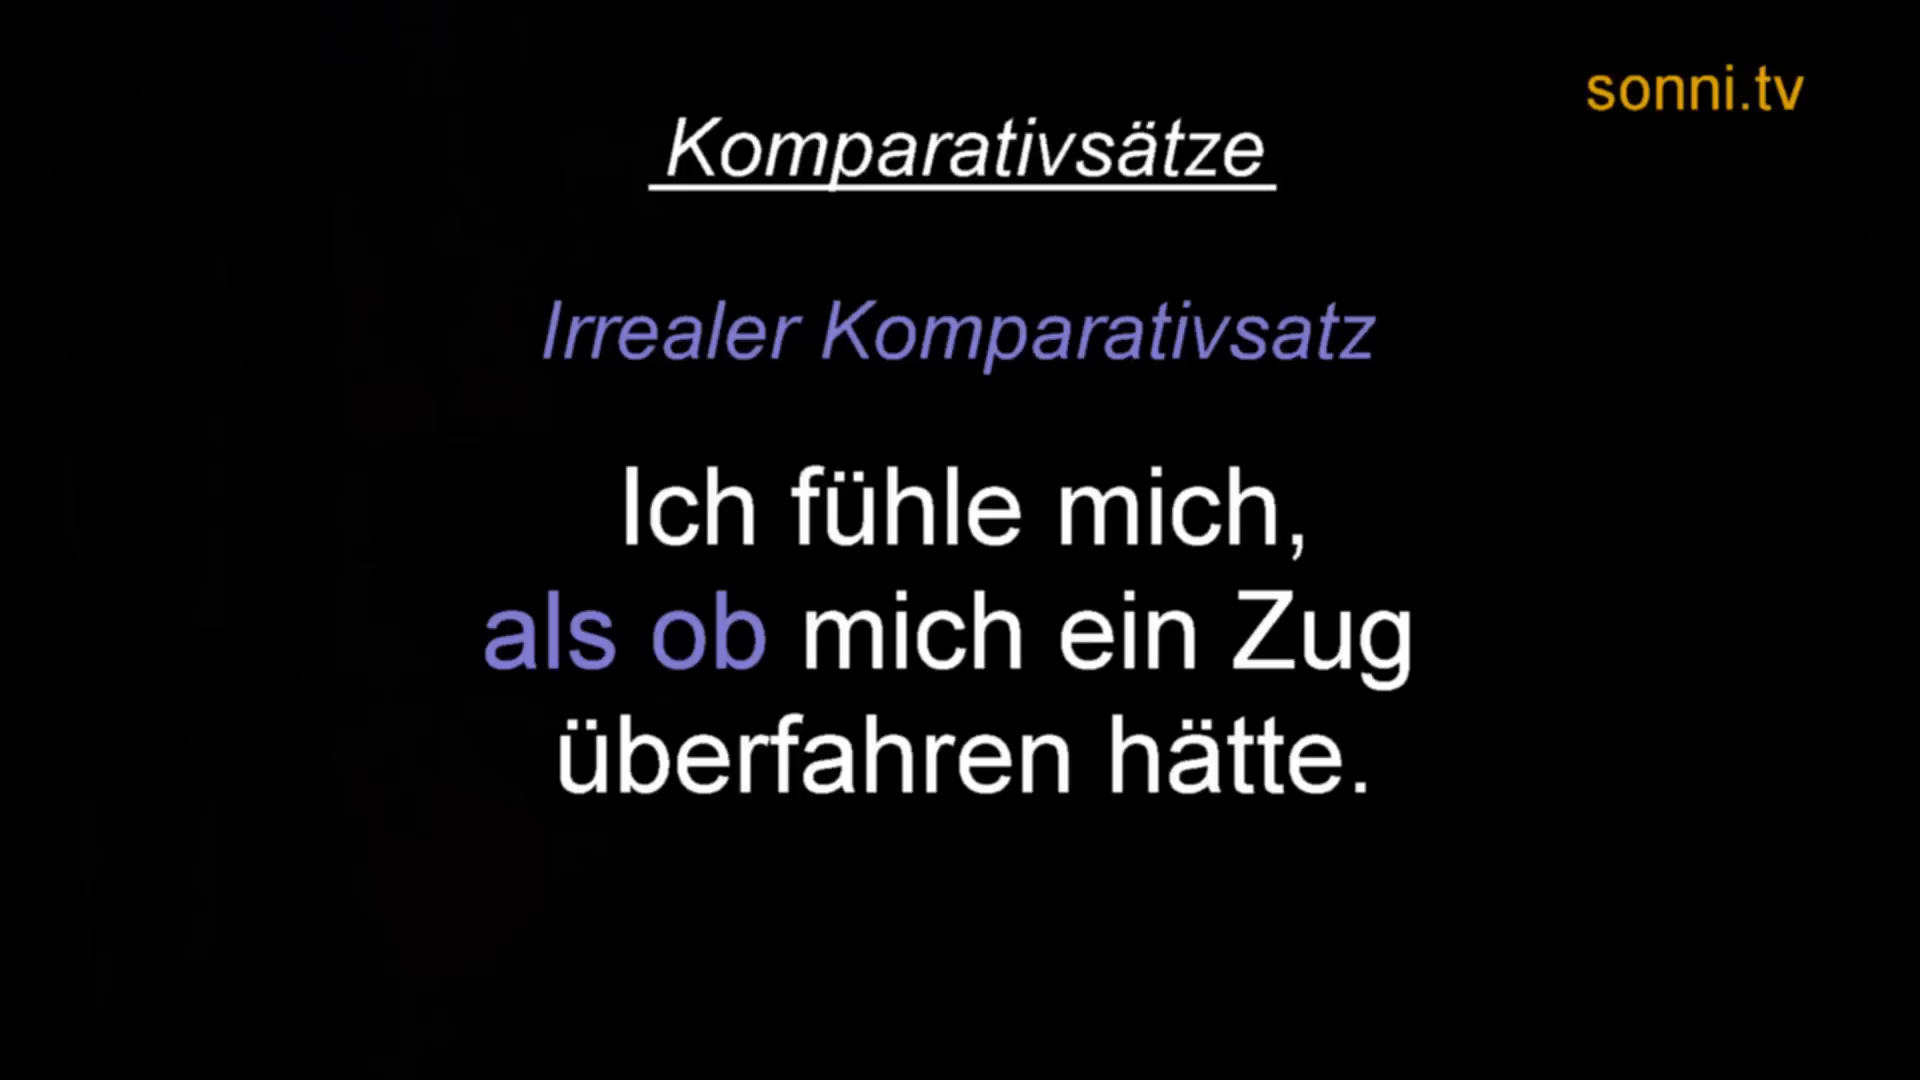 sonni.tv
Komparativsätze
Irrealer Komparativsatz
Ich fühle mich,
als ob mich ein Zug
überfahren hätte.